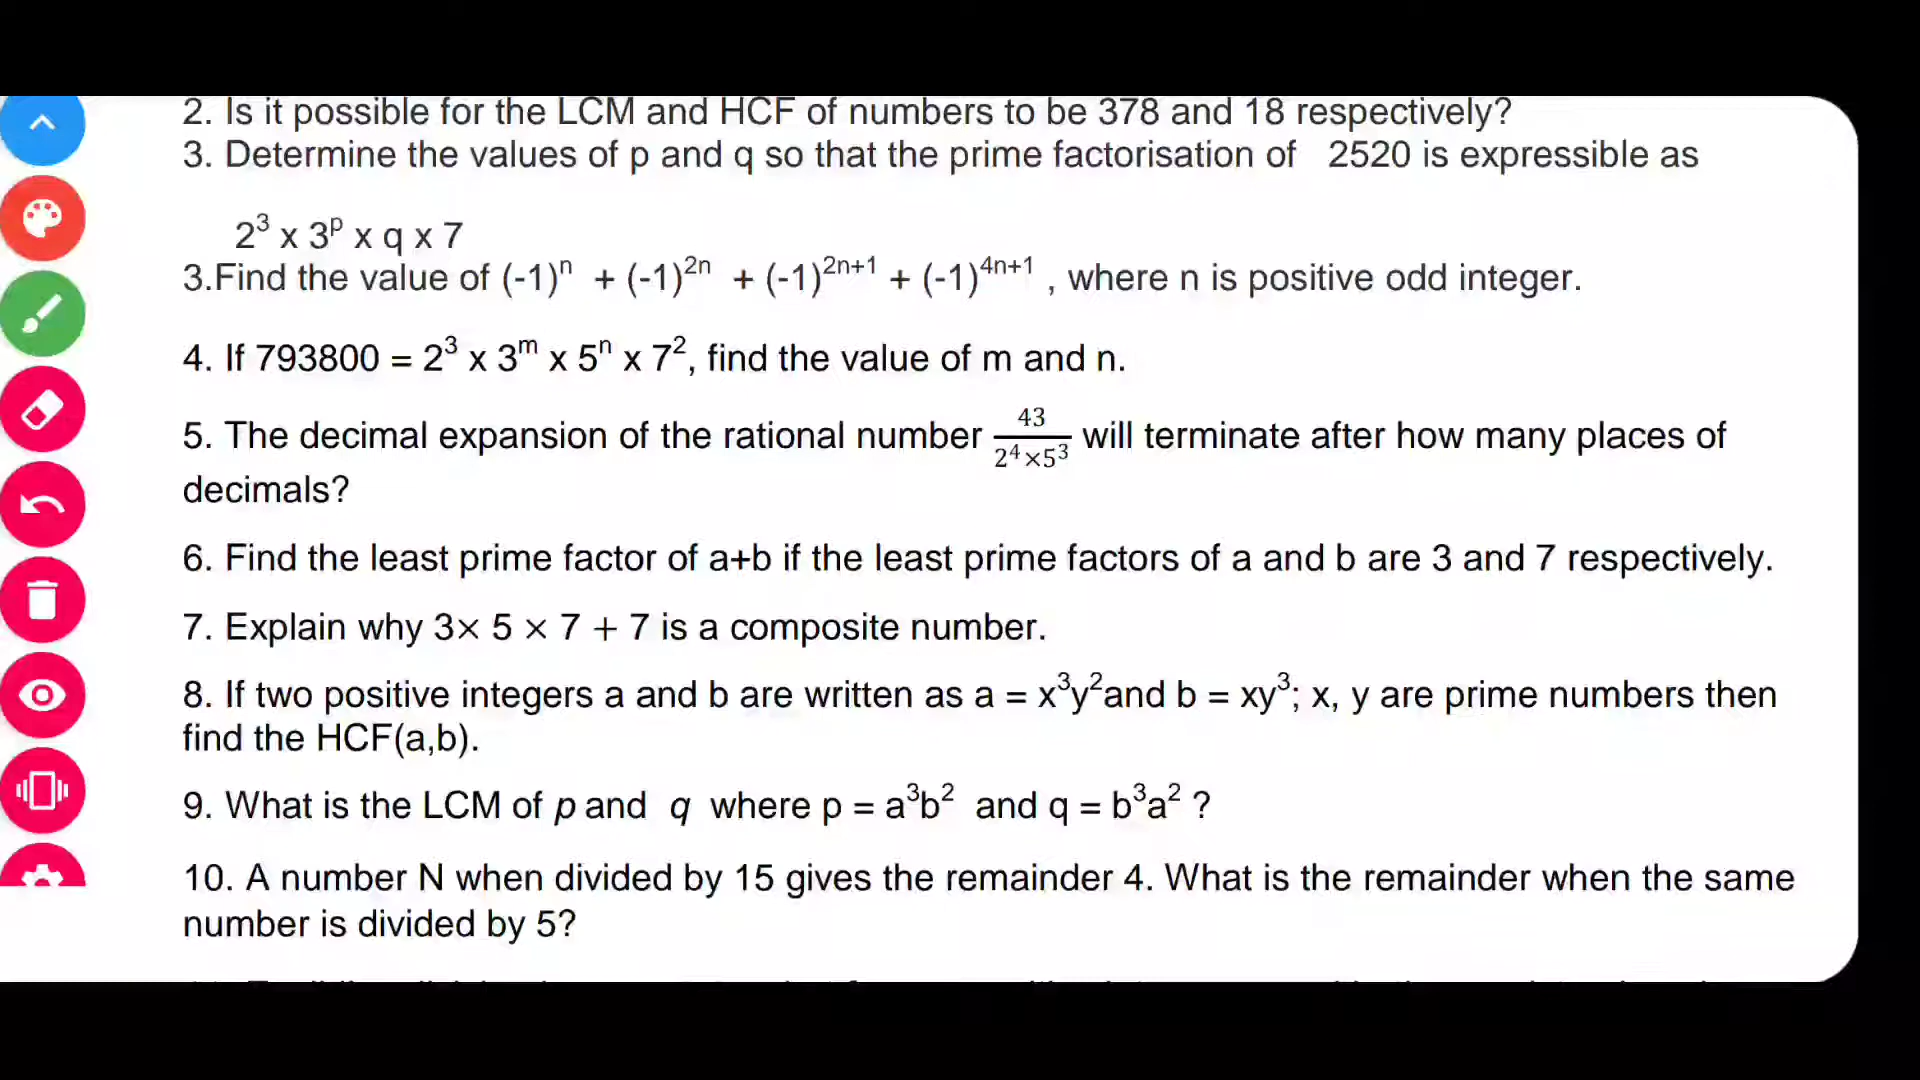 2. Is it possible for the LCM and HCF of numbers to be 378 and 18 respectively?
3. Determine the values of p and q so that the prime factorisation of 2520 is expressible as
2³ x 3ᵖ x q x 7
3.Find the value of (-1)ⁿ + (-1)²ⁿ + (-1)²ⁿ⁺¹ + (-1)⁴ⁿ⁺¹ , where n is positive odd integer.
4. If 793800 = 2³ x 3ᵐ x 5ⁿ x 7², find the value of m and n.
5. The decimal expansion of the rational number 43/2⁴×5³ will terminate after how many places of
decimals?
6. Find the least prime factor of a+b if the least prime factors of a and b are 3 and 7 respectively.
7. Explain why 3× 5 × 7 + 7 is a composite number.
8. If two positive integers a and b are written as a = x³y²and b = xy³; x, y are prime numbers then
find the HCF(a,b).
9. What is the LCM of p and q where p = a³b² and q = b³a² ?
10. A number N when divided by 15 gives the remainder 4. What is the remainder when the same
number is divided by 5?